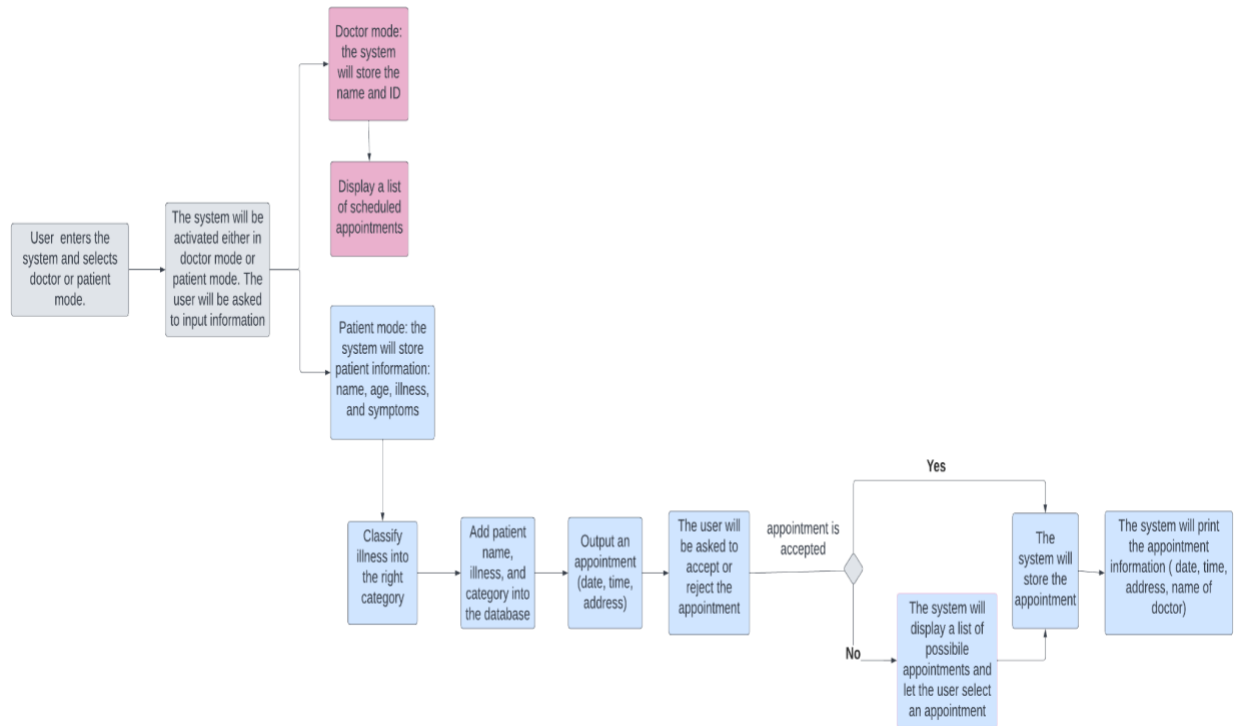 User enters the
system and selects
doctor or patient
mode.
The system will be
activated either in
doctor mode or
patient mode. The
user will be asked
to input information
Doctor mode:
the system
will store the
name and ID
Display a list
of scheduled
appointments
Patient mode: the
system will store
patient information:
name, age, illness,
and symptoms
Classify
illness into
the right
category
Add patient
name,
illness, and
category into
the database
Output an
appointment
(date, time,
address)
The user will
be asked to
accept or
reject the
appointment
appointment is
accepted
Yes
No
The system will
display a list of
possibile
appointments and
let the user select
an appointment
The
system will
store the
appointment
The system will print
the appointment
information ( date, time,
address, name of
doctor)